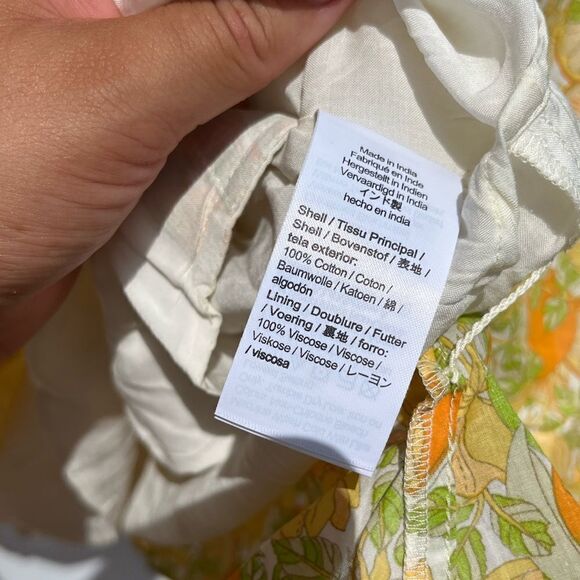 Made in India
Fabriqué en Inde
Hergestellt in Indien
Vervaardigd in India
インド製
hecho en india
Shell / Tissu Principal /
Shell / Bovenstof / 表地 /
tela exterior:
100% Cotton / Coton /
Baumwolle / Katoen / 綿 /
algodón
Lining / Doublure / Futter
/ Voering / 裏地 / forro:
100% Viscose / Viscose /
Viskose / Viscose / レーヨン
/ viscosa